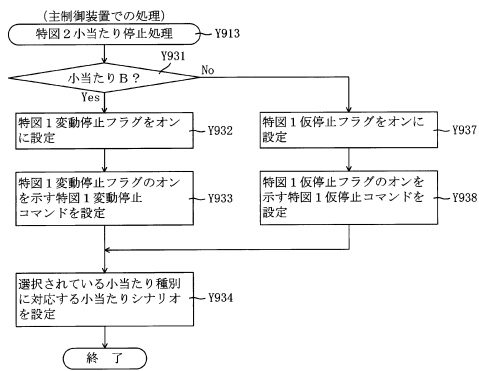 (主制御装置での処理)
特図2小当たり停止処理
Y913
Y931
小当たりB?
No
Yes
特図1変動停止フラグをオン
に設定
Y932
特図1仮停止フラグをオンに
設定
Y937
特図1変動停止フラグのオン
を示す特図1変動停止
コマンドを設定
Y933
特図1仮停止フラグのオンを
示す特図1仮停止コマンドを
設定
Y938
選択されている小当たり種別
に対応する小当たりシナリオ
を設定
Y934
終 了